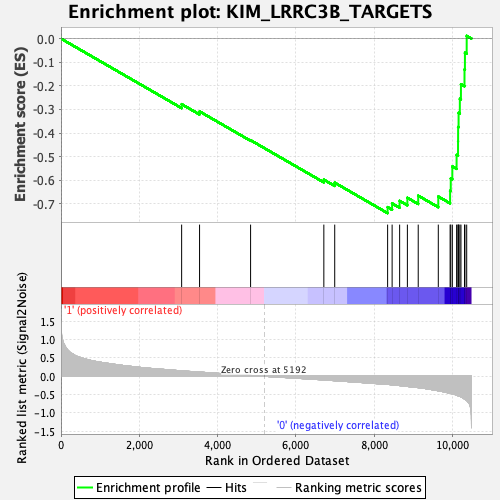 Enrichment plot: KIM_LRRC3B_TARGETS
Enrichment score (ES)
0.0
-0.1
-0.2
-0.3
-0.4
-0.5
-0.6
-0.7
'1' (positively correlated)
Ranked list metric (Signal2Noise)
1.5
1.0
0.5
0.0
-0.5
-1.0
-1.5
Zero cross at 5192
'0' (negatively correlated)
0 2,000 4,000 6,000 8,000 10,000
Rank in Ordered Dataset
Enrichment profile Hits Ranking metric scores